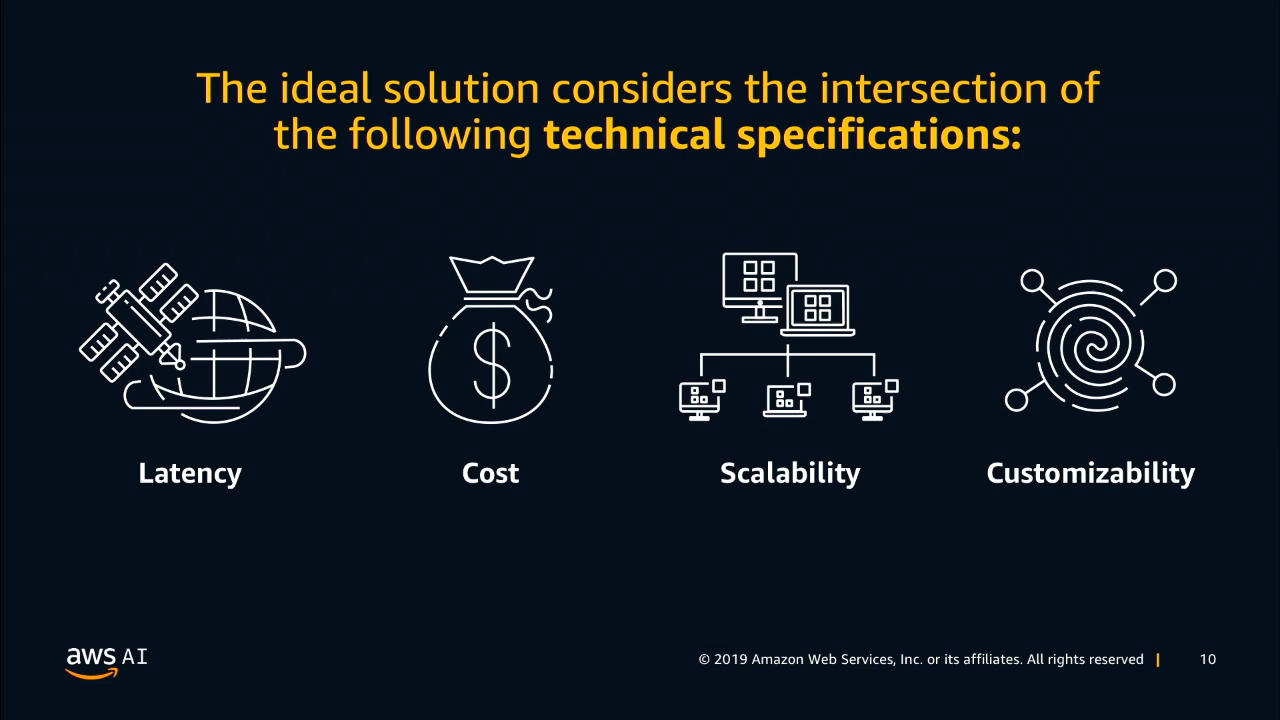 The ideal solution considers the intersection of
the following technical specifications:
$
Latency
Cost
Scalability
Customizability
aws AI
© 2019 Amazon Web Services, Inc. or its affiliates. All rights reserved | 10